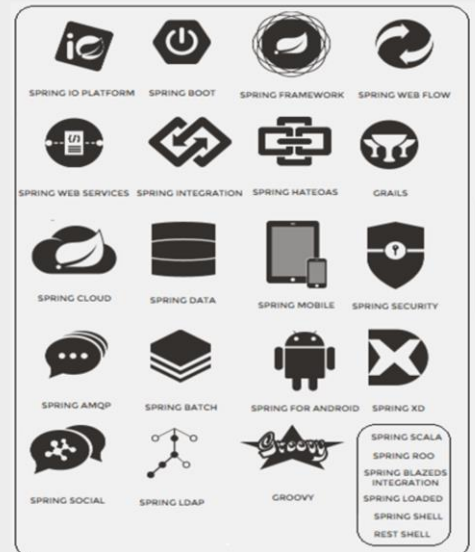 iO
SPRING IO PLATFORM
SPRING BOOT
SPRING FRAMEWORK
SPRING WEB FLOW
</>
SPRING WEB SERVICES
SPRING INTEGRATION
SPRING HATEOAS
GRAILS
SPRING CLOUD
SPRING DATA
SPRING MOBILE
SPRING SECURITY
SPRING AMQP
SPRING BATCH
SPRING FOR ANDROID
XD
SPRING XD
SPRING SOCIAL
SPRING LDAP
Groovy
GROOVY
SPRING SCALA
SPRING ROO
SPRING BLAZEDS
INTEGRATION
SPRING LOADED
SPRING SHELL
REST SHELL